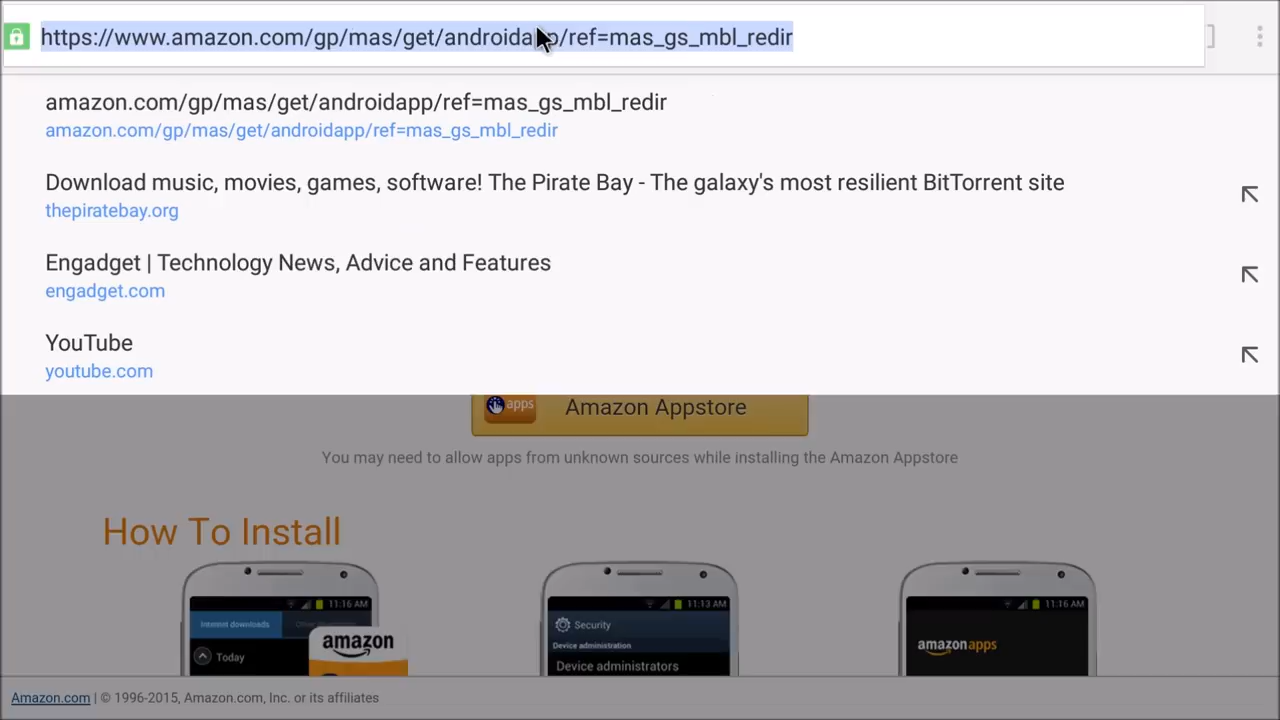 https://www.amazon.com/gp/mas/get/androidapp/ref=mas_gs_mbl_redir
amazon.com/gp/mas/get/androidapp/ref=mas_gs_mbl_redir
amazon.com/gp/mas/get/androidapp/ref=mas_gs_mbl_redir
Download music, movies, games, software! The Pirate Bay - The galaxy's most resilient BitTorrent site
thepiratebay.org
Engadget | Technology News, Advice and Features
engadget.com
YouTube
youtube.com
apps Amazon Appstore
You may need to allow apps from unknown sources while installing the Amazon Appstore
How To Install
11:16 AM
Internet downloads
Today
amazon
11:13 AM
Security
Device administration
Device administrators
11:16 AM
amazonapps
Amazon.com | © 1996-2015, Amazon.com, Inc. or its affiliates